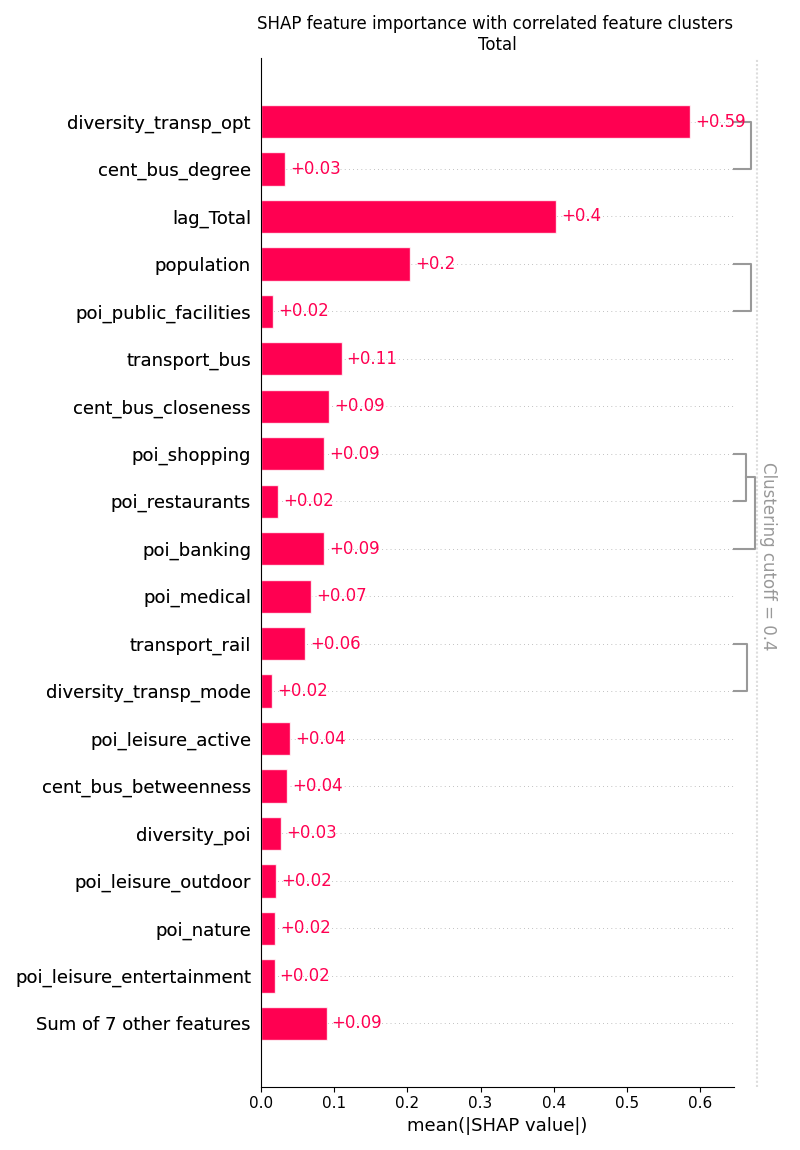 SHAP feature importance with correlated feature clusters
Total
diversity_transp_opt +0.59
cent_bus_degree +0.03
lag_Total +0.4
population +0.2
poi_public_facilities +0.02
transport_bus +0.11
cent_bus_closeness +0.09
poi_shopping +0.09
poi_restaurants +0.02
poi_banking +0.09
poi_medical +0.07
transport_rail +0.06
diversity_transp_mode +0.02
poi_leisure_active +0.04
cent_bus_betweenness +0.04
diversity_poi +0.03
poi_leisure_outdoor +0.02
poi_nature +0.02
poi_leisure_entertainment +0.02
Sum of 7 other features +0.09
Clustering cutoff = 0.4
0.0 0.1 0.2 0.3 0.4 0.5 0.6
mean(|SHAP value|)